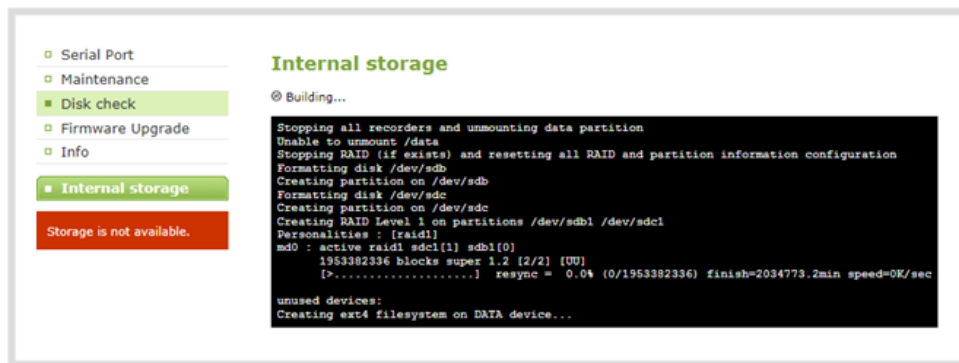 Serial Port
Maintenance
Disk check
Firmware Upgrade
Info
Internal storage
Storage is not available.
Internal storage
Building...
Stopping all recorders and unmounting data partition
Unable to unmount /data
Stopping RAID (if exists) and resetting all RAID and partition information configuration
Formatting disk /dev/sdb
Creating partition on /dev/sdb
Formatting disk /dev/sdc
Creating partition on /dev/sdc
Creating RAID Level 1 on partitions /dev/sdb1 /dev/sdc1
Personalities : [raid1]
md0 : active raid1 sdc1[1] sdb1[0]
1953382336 blocks super 1.2 [2/2] [UU]
[>....................] resync = 0.0% (0/1953382336) finish=2034773.2min speed=0K/sec
unused devices:
Creating ext4 filesystem on DATA device...